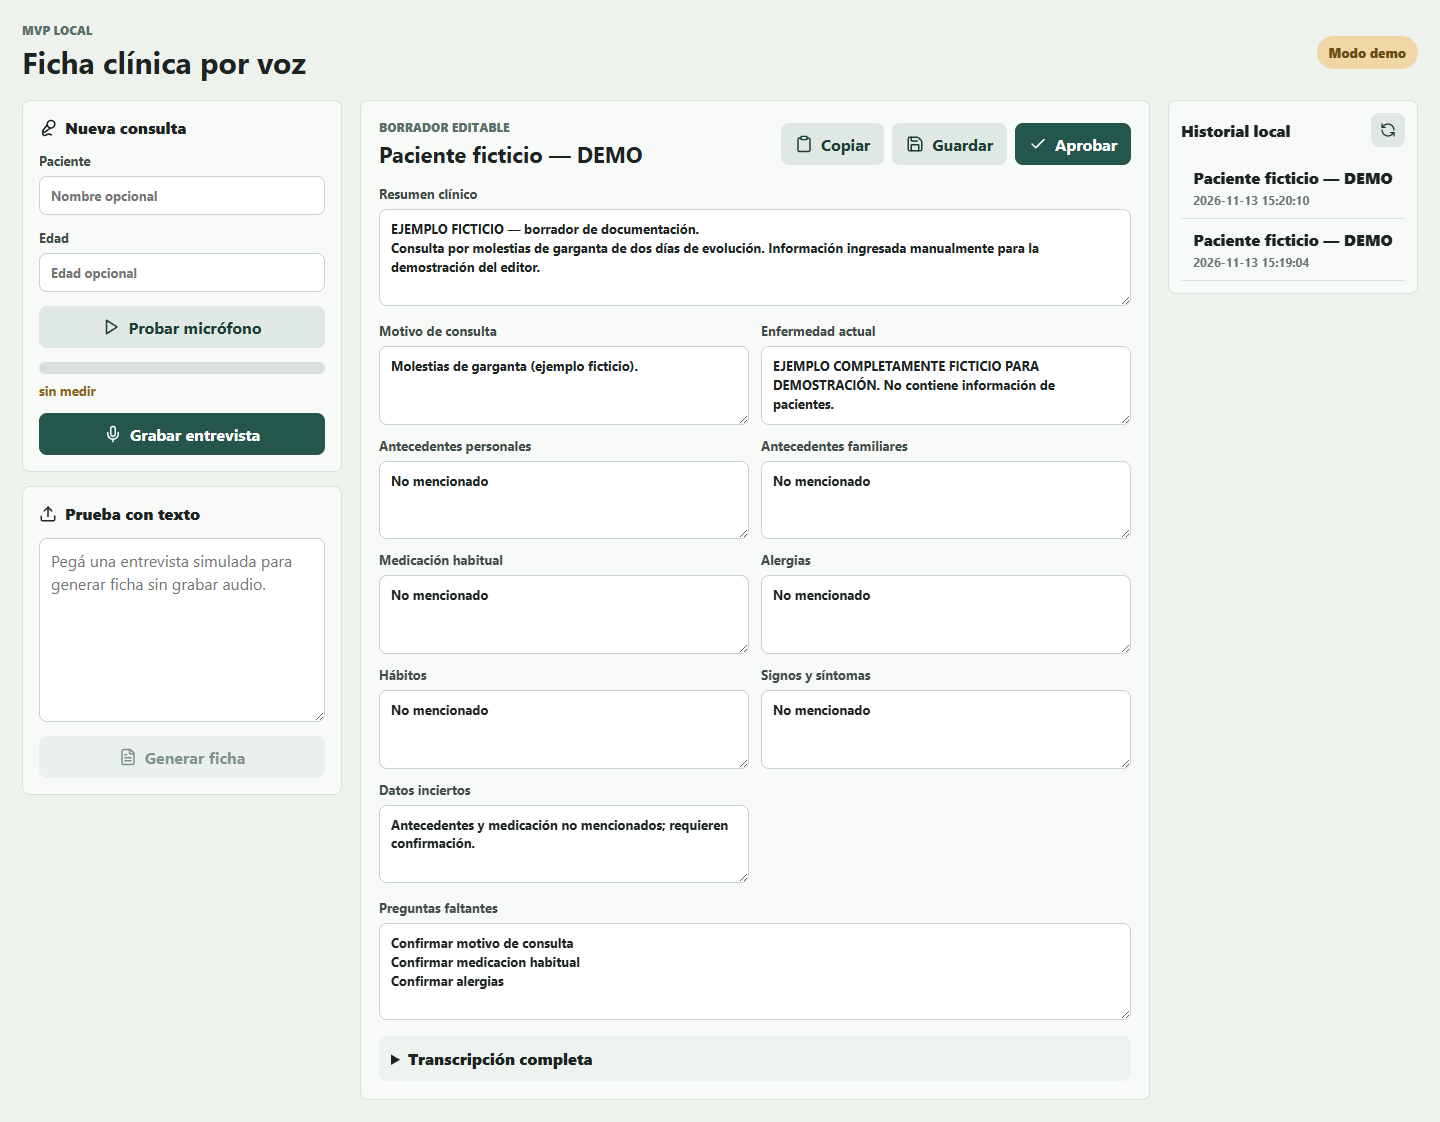 MVP LOCAL
Ficha clínica por voz
Modo demo
Nueva consulta
Paciente
Nombre opcional
Edad
Edad opcional
Probar micrófono
sin medir
Grabar entrevista
Prueba con texto
Pegá una entrevista simulada para
generar ficha sin grabar audio.
Generar ficha
BORRADOR EDITABLE
Paciente ficticio — DEMO
Copiar
Guardar
Aprobar
Resumen clínico
EJEMPLO FICTICIO — borrador de documentación.
Consulta por molestias de garganta de dos días de evolución. Información ingresada manualmente para la
demostración del editor.
Motivo de consulta
Molestias de garganta (ejemplo ficticio).
Enfermedad actual
EJEMPLO COMPLETAMENTE FICTICIO PARA
DEMOSTRACIÓN. No contiene información de
pacientes.
Antecedentes personales
No mencionado
Antecedentes familiares
No mencionado
Medicación habitual
No mencionado
Alergias
No mencionado
Hábitos
No mencionado
Signos y síntomas
No mencionado
Datos inciertos
Antecedentes y medicación no mencionados; requieren
confirmación.
Preguntas faltantes
Confirmar motivo de consulta
Confirmar medicacion habitual
Confirmar alergias
Transcripción completa
Historial local
Paciente ficticio — DEMO
2026-11-13 15:20:10
Paciente ficticio — DEMO
2026-11-13 15:19:04